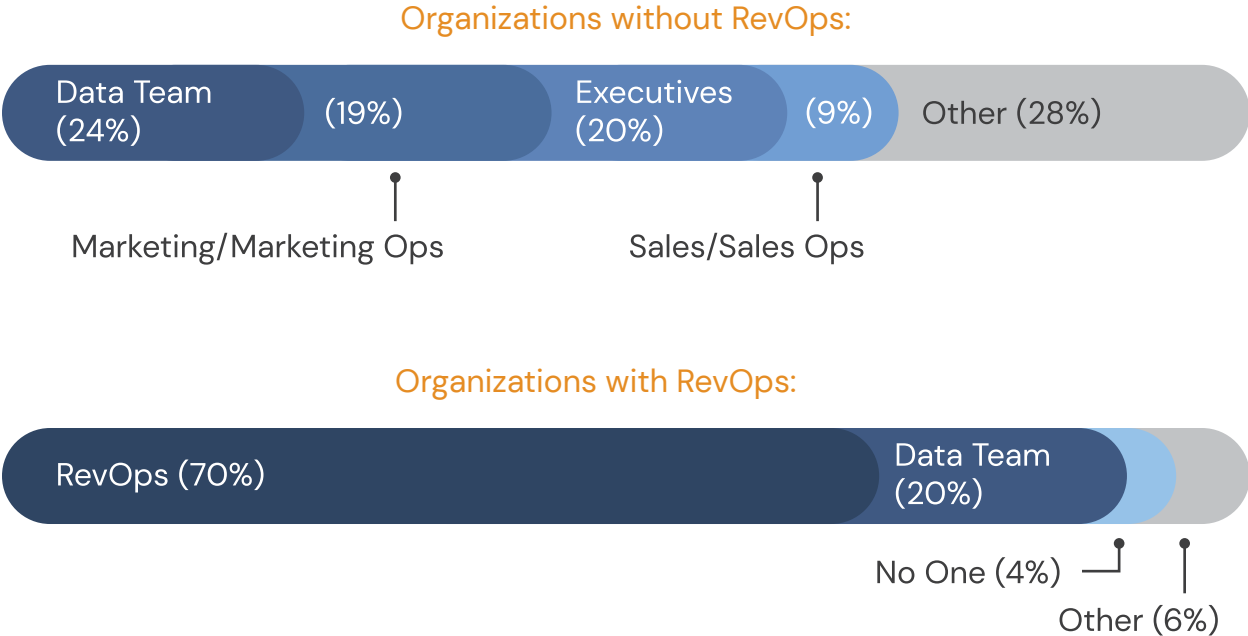 Organizations without RevOps:
Data Team
(24%)
(19%)
Executives
(20%)
(9%)
Other (28%)
Marketing/Marketing Ops
Sales/Sales Ops
Organizations with RevOps:
RevOps (70%)
Data Team
(20%)
No One (4%)
Other (6%)